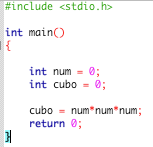 #include <stdio.h>
int main()
{
int num = 0;
int cubo = 0;
cubo = num*num*num;
return 0;
}